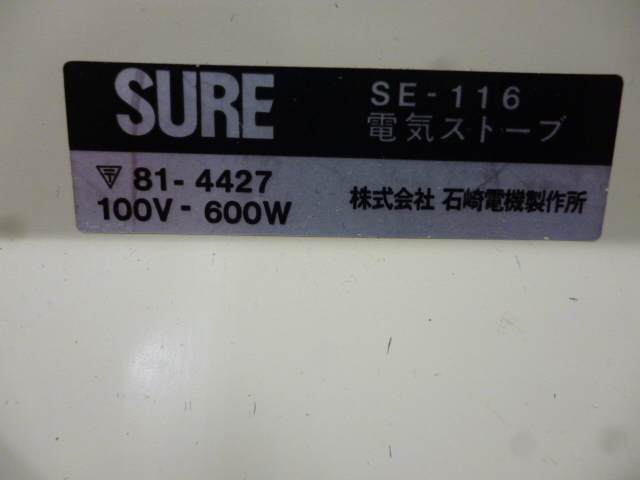 SURE
SE-116
電気ストーブ
〒 81-4427
100V-600W
株式会社 石崎電機製作所